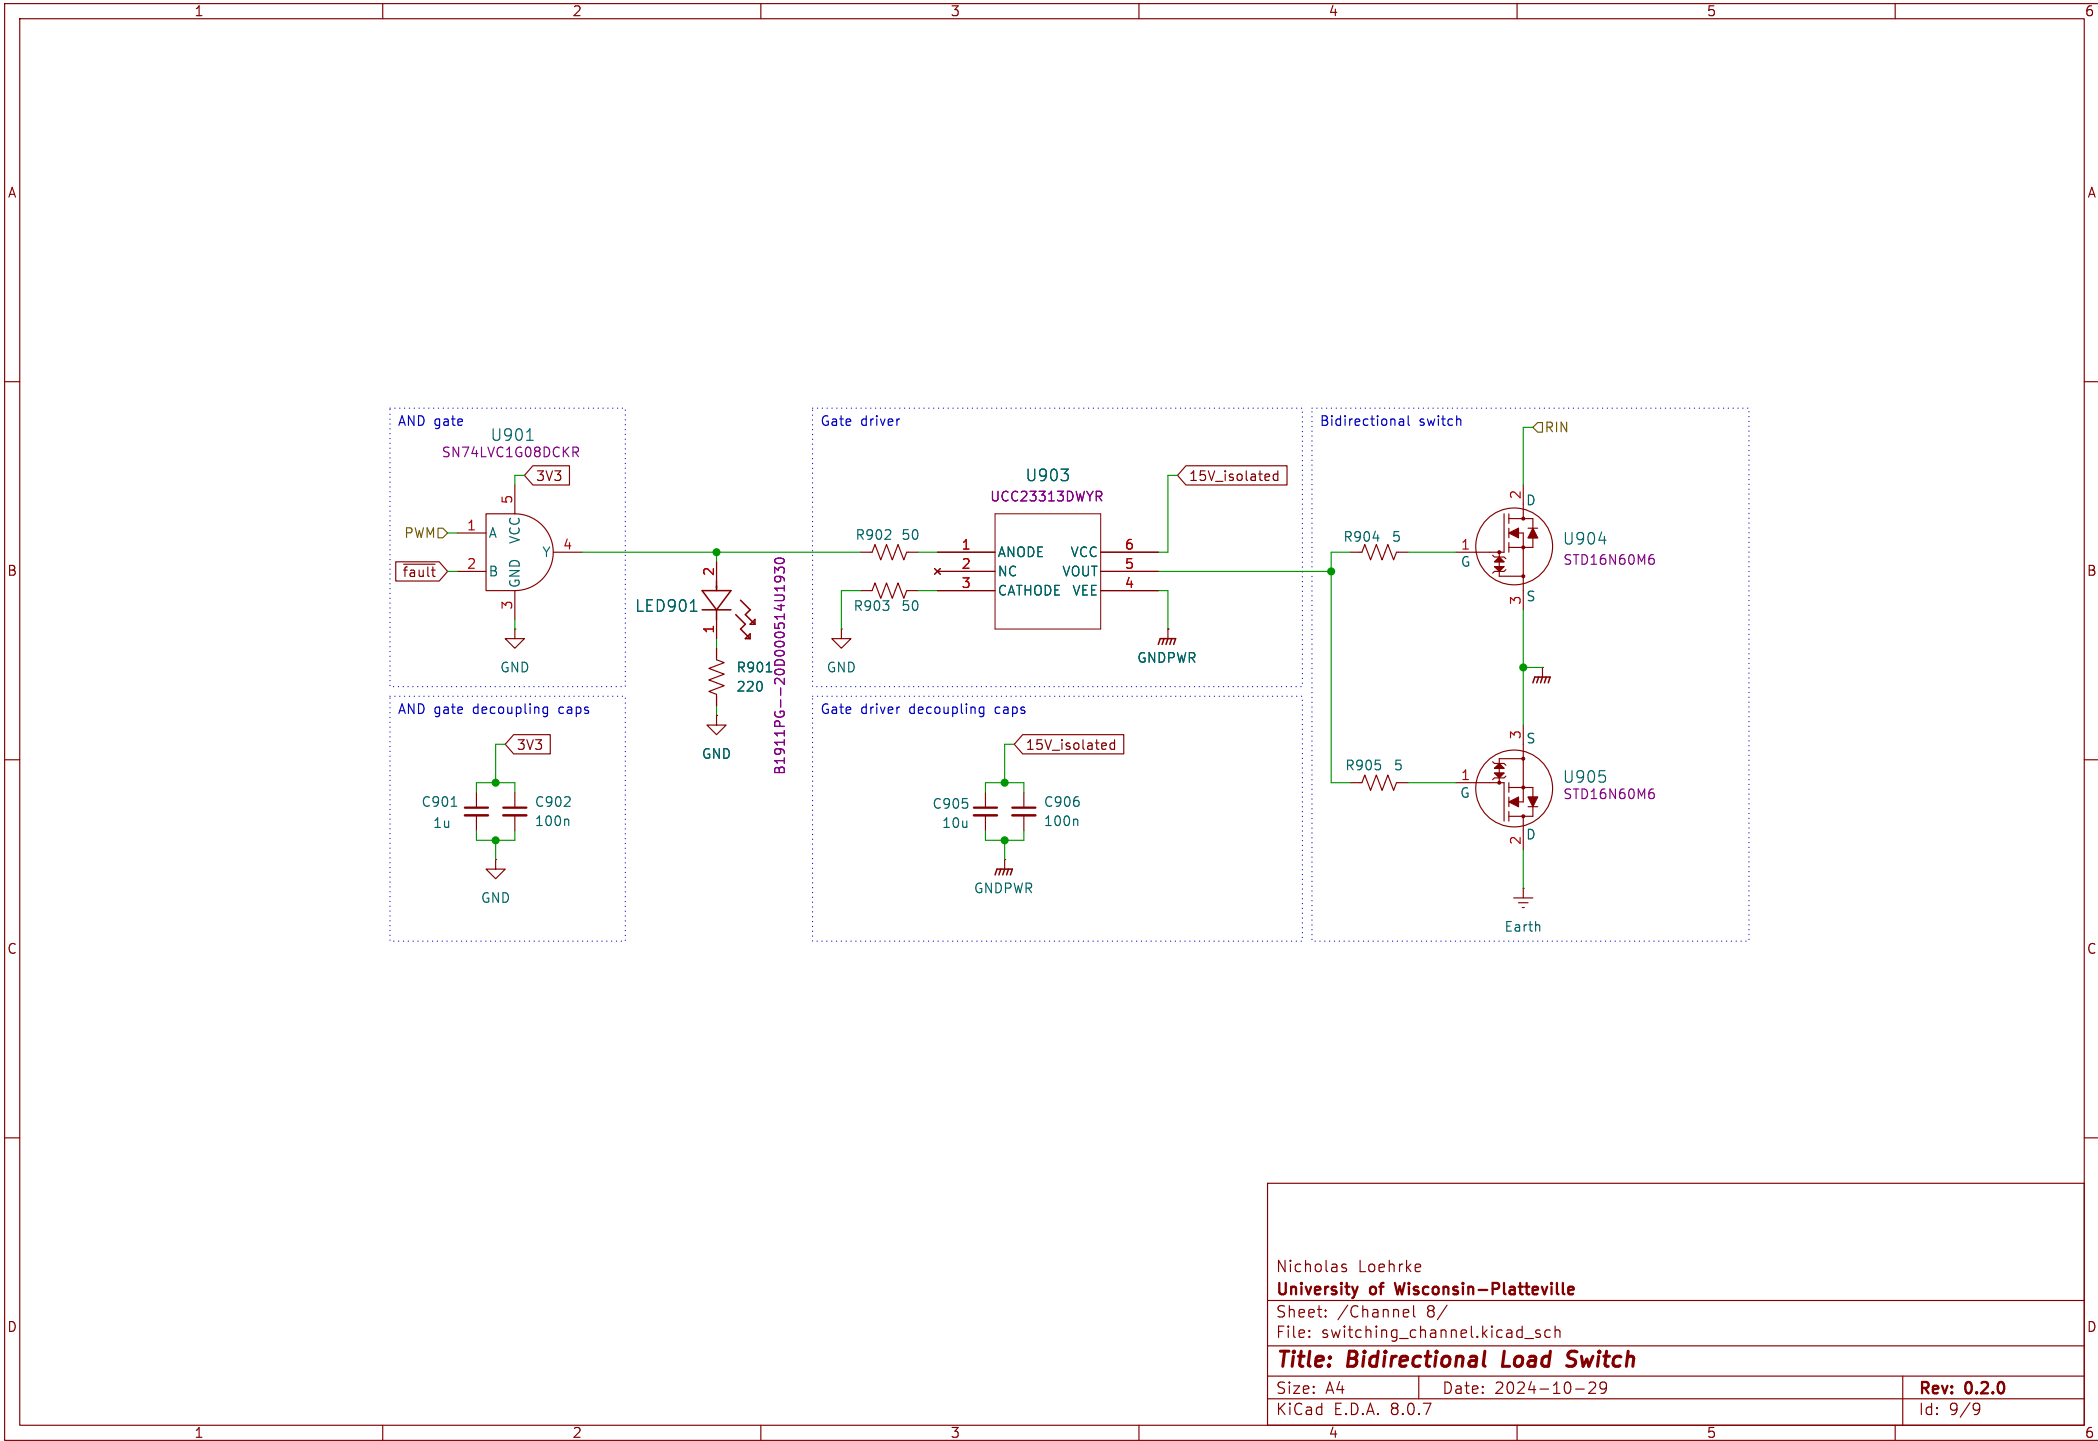 1 2 3 4 5 6
A A
B B
C C
D D
AND gate
U901
SN74LVC1G08DCKR
3V3
5
VCC
PWM 1 A
Y 4
fault 2 B
GND
3
GND
AND gate decoupling caps
3V3
C901 1u
C902 100n
GND
2
LED901
1
B1911PG--20D000514U1930
R901
220
GND
Gate driver
U903
UCC23313DWYR
15V_isolated
R902 50
1 ANODE VCC 6
2 NC VOUT 5
3 CATHODE VEE 4
R903 50
GND
GNDPWR
Gate driver decoupling caps
15V_isolated
C905 10u
C906 100n
GNDPWR
Bidirectional switch
RIN
2 D
R904 5
1 G
U904
STD16N60M6
3 S
3 S
R905 5
1 G
U905
STD16N60M6
2 D
Earth
Nicholas Loehrke
University of Wisconsin-Platteville
Sheet: /Channel 8/
File: switching_channel.kicad_sch
Title: Bidirectional Load Switch
Size: A4 Date: 2024-10-29 Rev: 0.2.0
KiCad E.D.A. 8.0.7 Id: 9/9
1 2 3 4 5 6